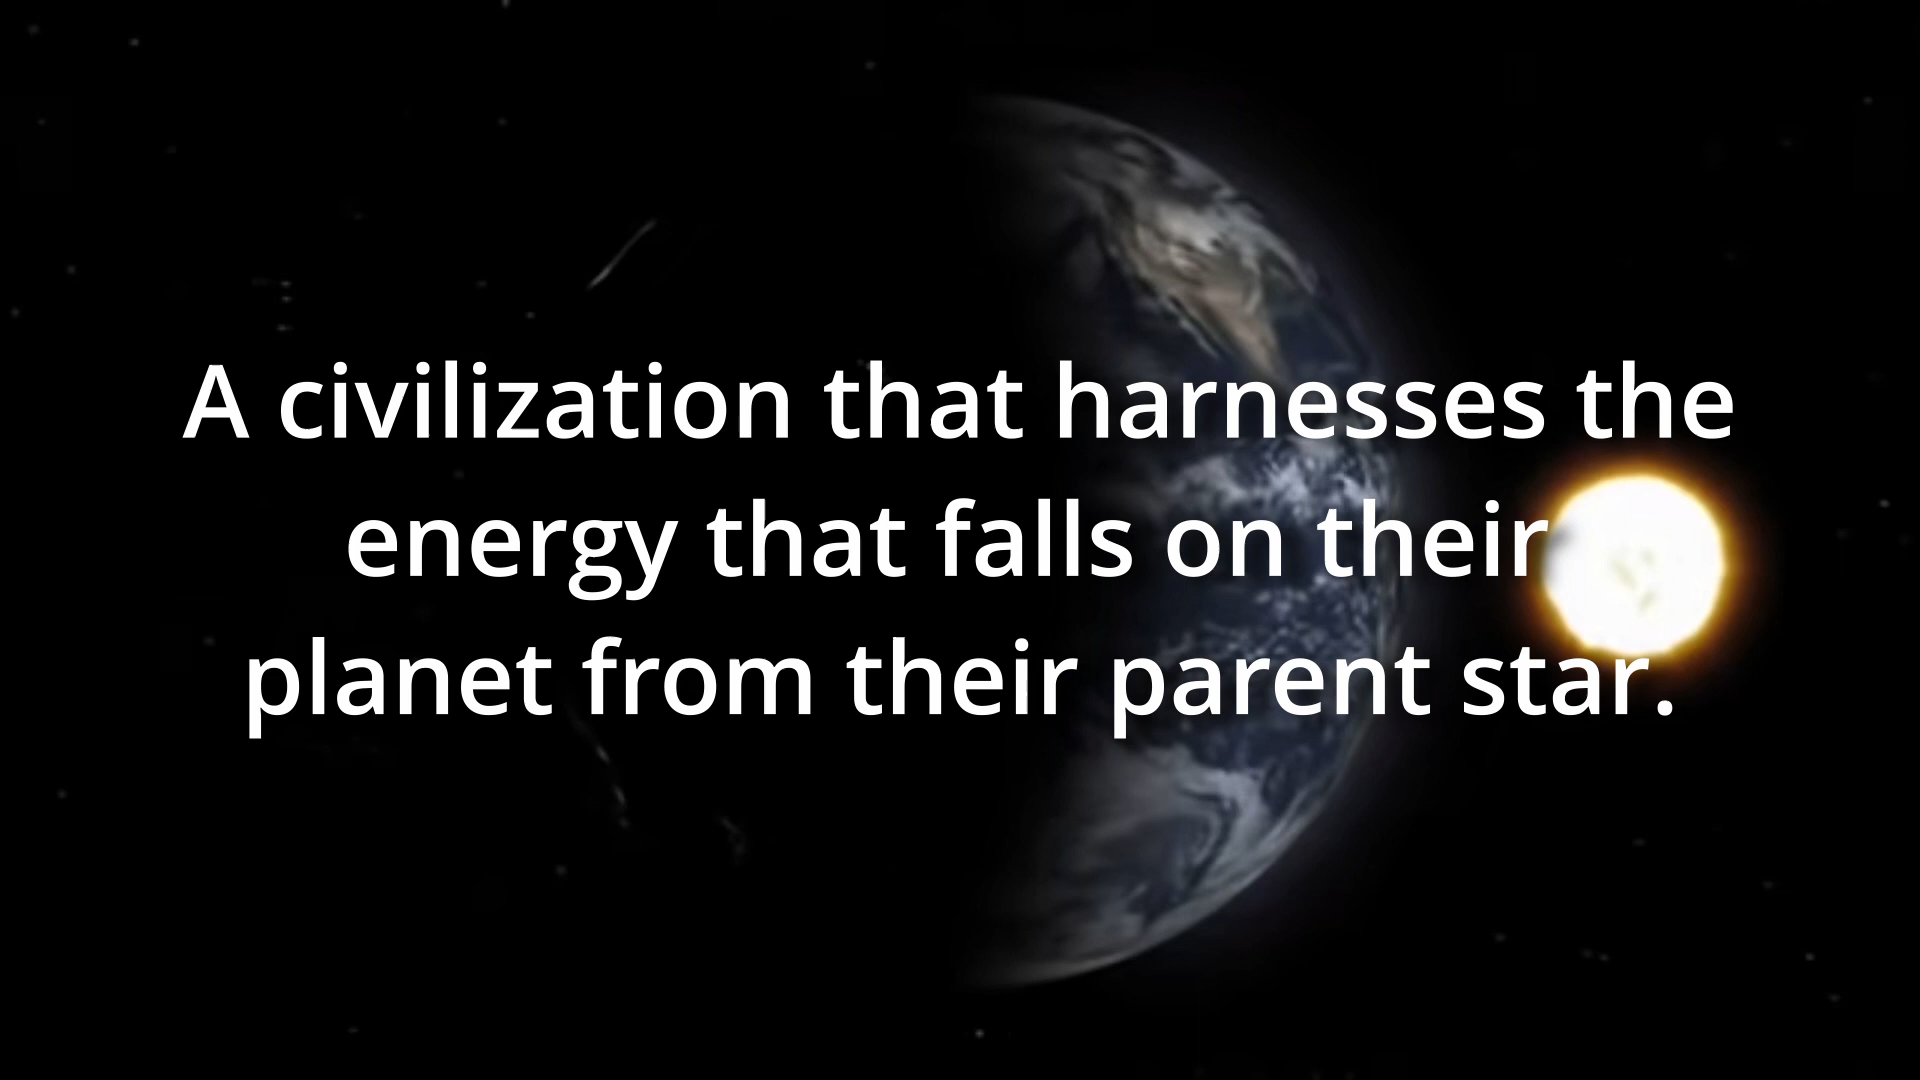 A civilization that harnesses the
energy that falls on their
planet from their parent star.